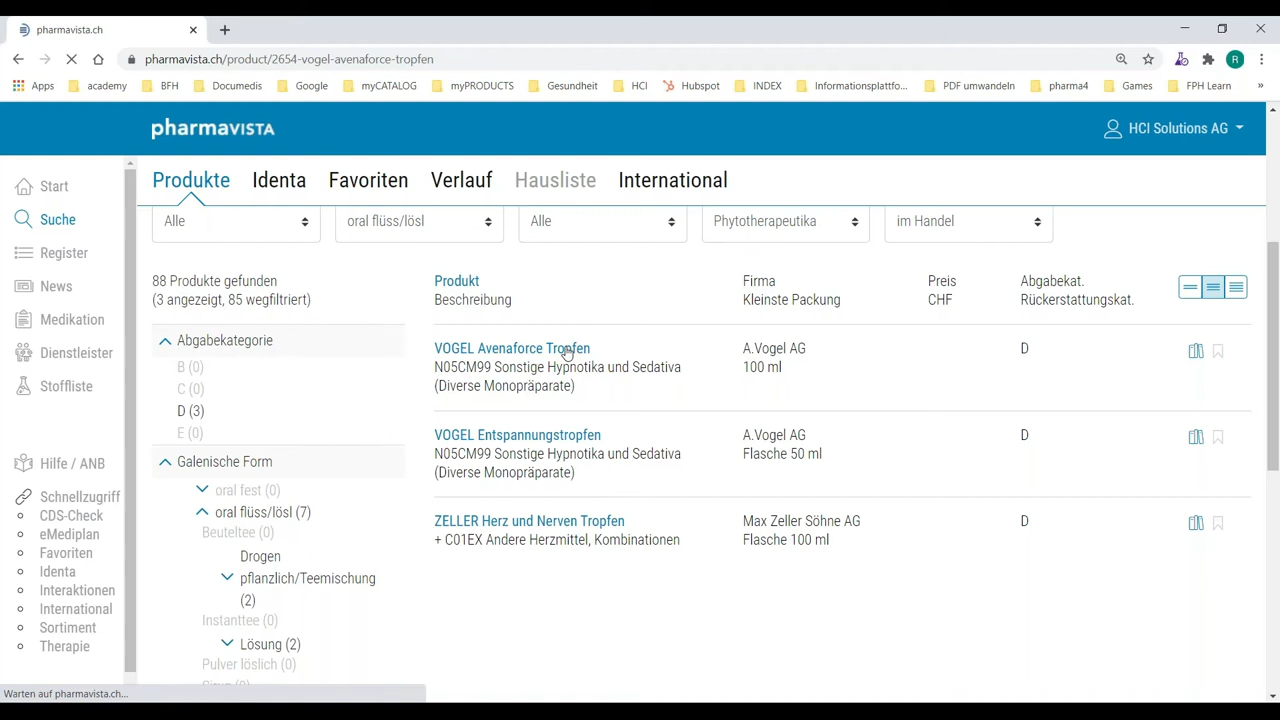 pharmavista.ch
pharmavista.ch/product/2654-vogel-avenaforce-tropfen
R
Apps academy BFH Documedis Google myCATALOG myPRODUCTS Gesundheit HCI Hubspot INDEX Informationsplattfo... PDF umwandeln pharma4 Games FPH Learn »
pharmaVISTA
HCI Solutions AG
Start
Suche
Register
News
Medikation
Dienstleister
Stoffliste
Hilfe / ANB
Schnellzugriff
CDS-Check
eMediplan
Favoriten
Identa
Interaktionen
International
Sortiment
Therapie
Produkte Identa Favoriten Verlauf Hausliste International
Alle oral flüss/lösl Alle Phytotherapeutika im Handel
88 Produkte gefunden
(3 angezeigt, 85 wegfiltriert)
Abgabekategorie
B (0)
C (0)
D (3)
E (0)
Galenische Form
oral fest (0)
oral flüss/lösl (7)
Beuteltee (0)
Drogen
pflanzlich/Teemischung
(2)
Instanttee (0)
Lösung (2)
Pulver löslich (0)
Produkt Firma Preis Abgabekat.
Beschreibung Kleinste Packung CHF Rückerstattungskat.
VOGEL Avenaforce Tropfen A.Vogel AG D
N05CM99 Sonstige Hypnotika und Sedativa 100 ml
(Diverse Monopräparate)
VOGEL Entspannungstropfen A.Vogel AG D
N05CM99 Sonstige Hypnotika und Sedativa Flasche 50 ml
(Diverse Monopräparate)
ZELLER Herz und Nerven Tropfen Max Zeller Söhne AG D
+ C01EX Andere Herzmittel, Kombinationen Flasche 100 ml
Warten auf pharmavista.ch...